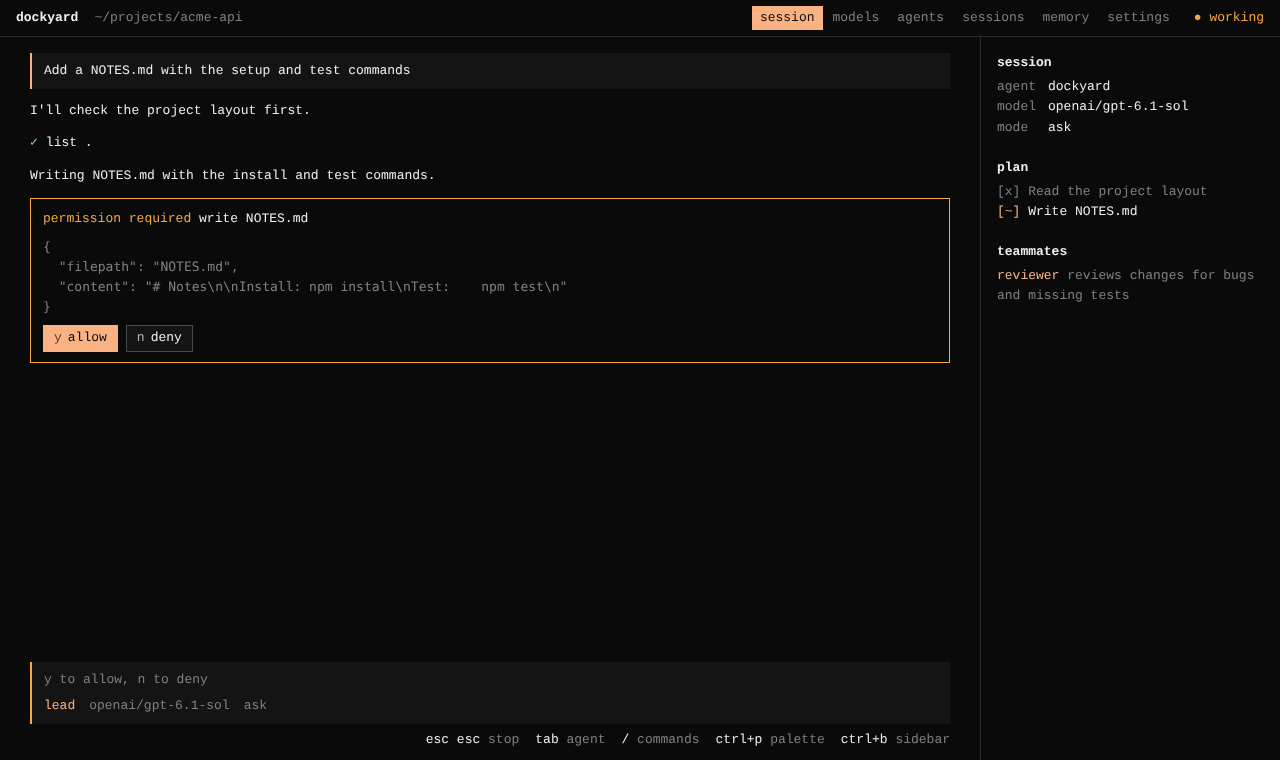 dockyard ~/projects/acme-api session models agents sessions memory settings ● working
Add a NOTES.md with the setup and test commands
I'll check the project layout first.
✓ list .
Writing NOTES.md with the install and test commands.
permission required write NOTES.md
{
  "filepath": "NOTES.md",
  "content": "# Notes\n\nInstall: npm install\nTest:    npm test\n"
}
y allow n deny
y to allow, n to deny
lead openai/gpt-6.1-sol ask
esc esc stop tab agent / commands ctrl+p palette ctrl+b sidebar
session
agent dockyard
model openai/gpt-6.1-sol
mode ask
plan
[x] Read the project layout
[~] Write NOTES.md
teammates
reviewer reviews changes for bugs
and missing tests